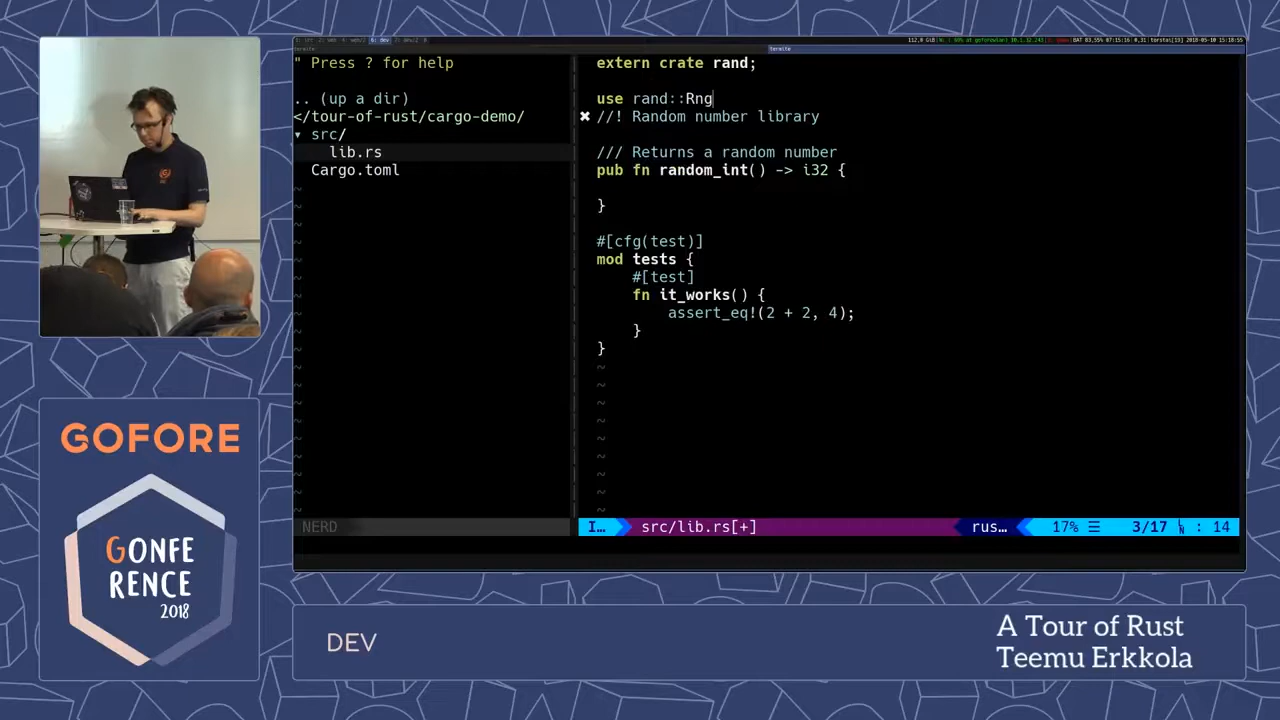 " Press ? for help
.. (up a dir)
</tour-of-rust/cargo-demo/
▾ src/
lib.rs
Cargo.toml
NERD
extern crate rand;
use rand::Rng
//! Random number library
/// Returns a random number
pub fn random_int() -> i32 {
}
#[cfg(test)]
mod tests {
#[test]
fn it_works() {
assert_eq!(2 + 2, 4);
}
}
I… src/lib.rs[+] rus… 17% ☰ 3/17 : 14
GOFORE
GONFE
RENCE
2018
DEV
A Tour of Rust
Teemu Erkkola